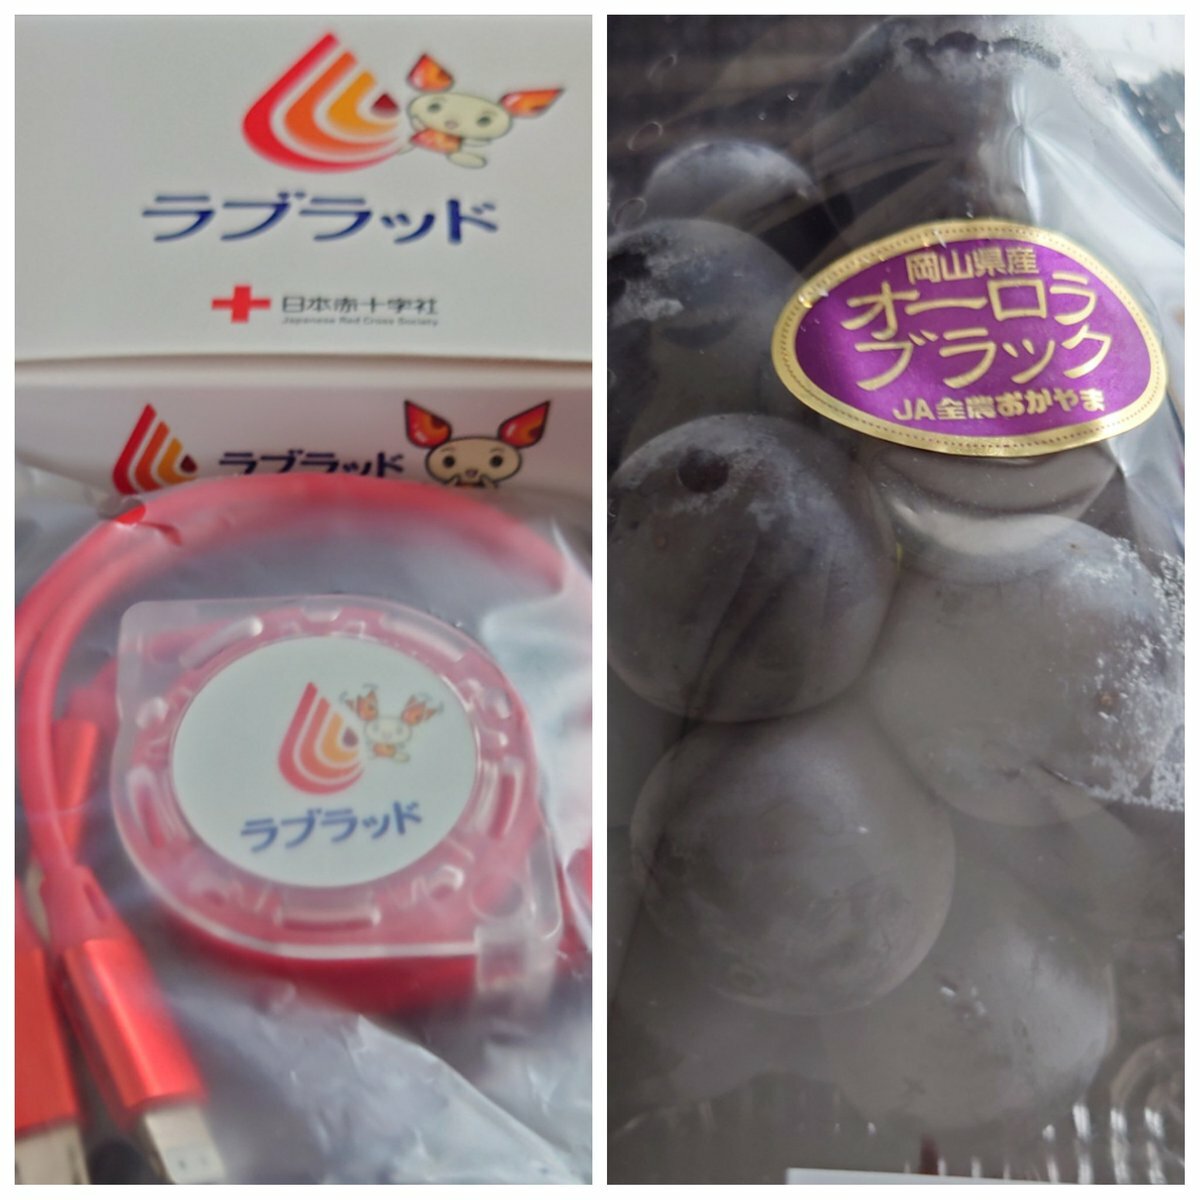 ラブラッド
日本赤十字社
Japanese Red Cross Society
ラブラッド
ラブラッド
岡山県産
オーロラ
ブラック
JA全農おかやま